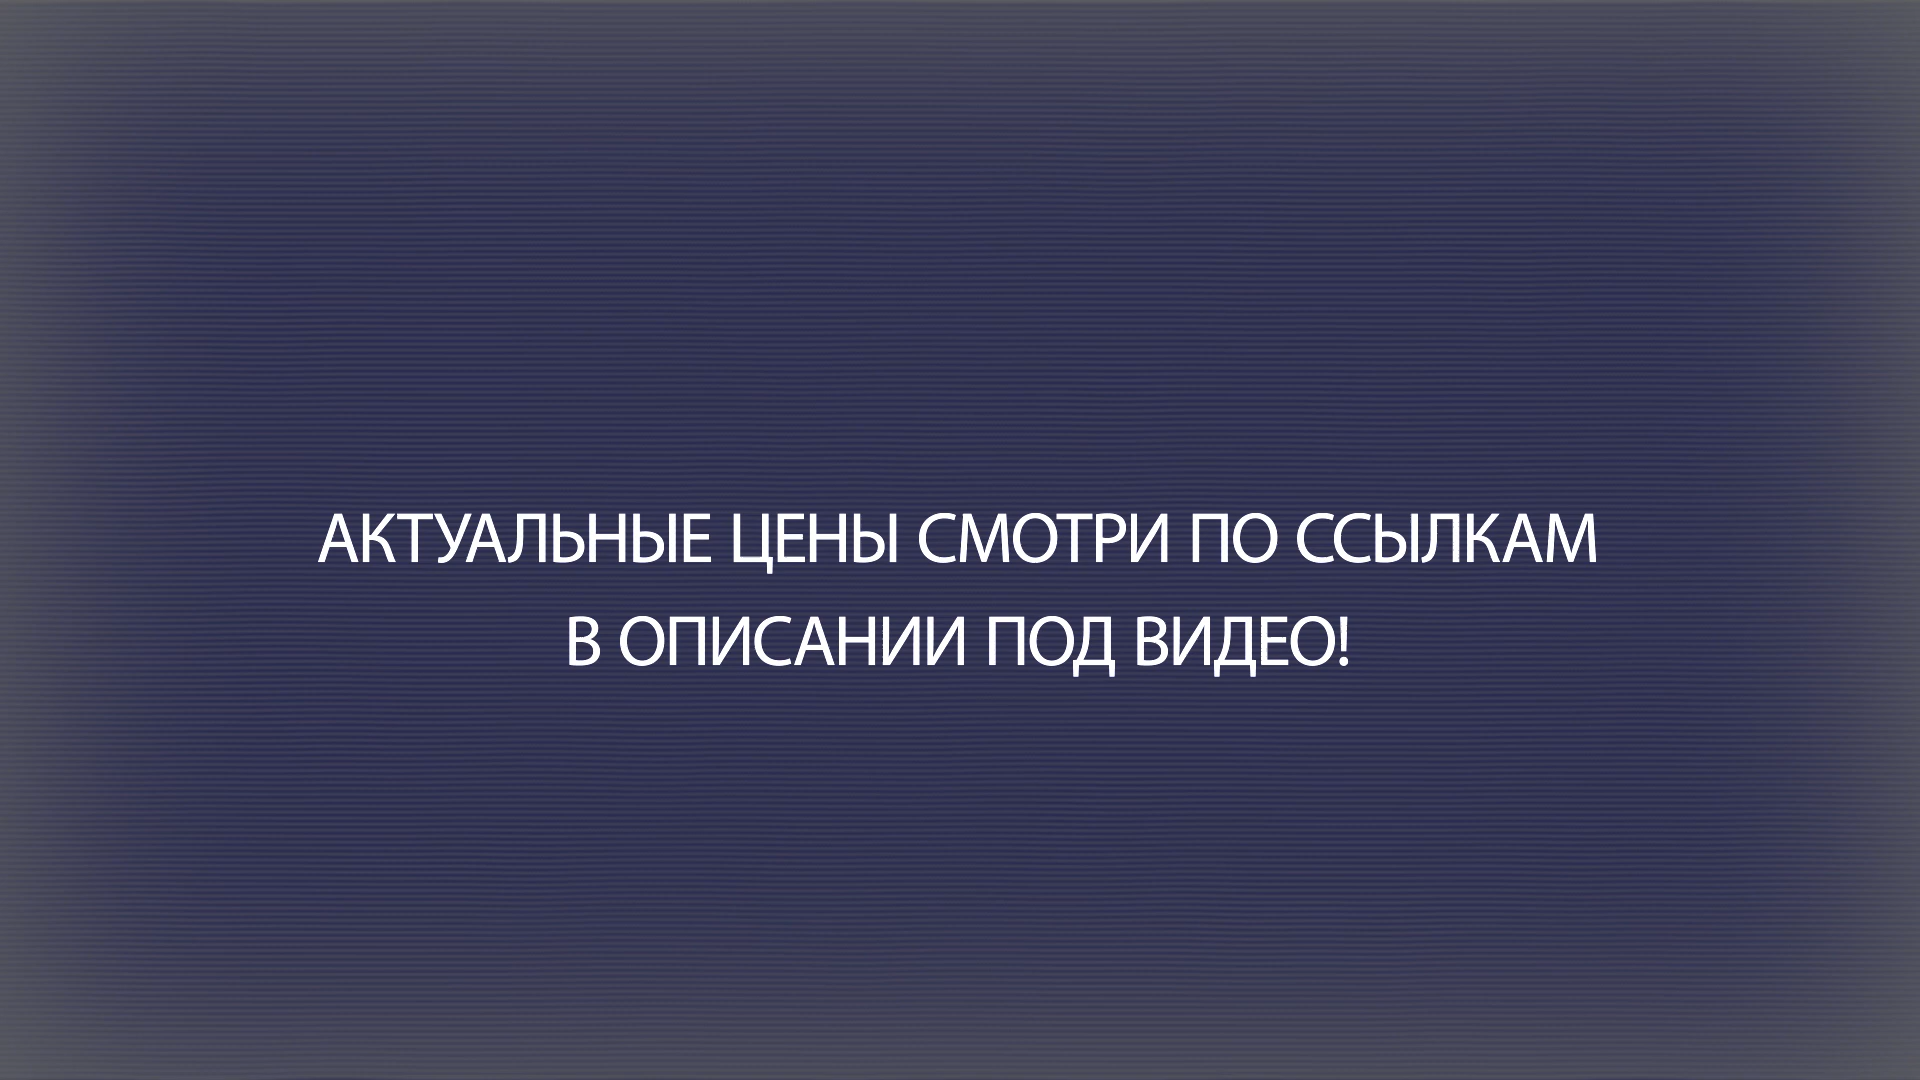 АКТУАЛЬНЫЕ ЦЕНЫ СМОТРИ ПО ССЫЛКАМ
В ОПИСАНИИ ПОД ВИДЕО!